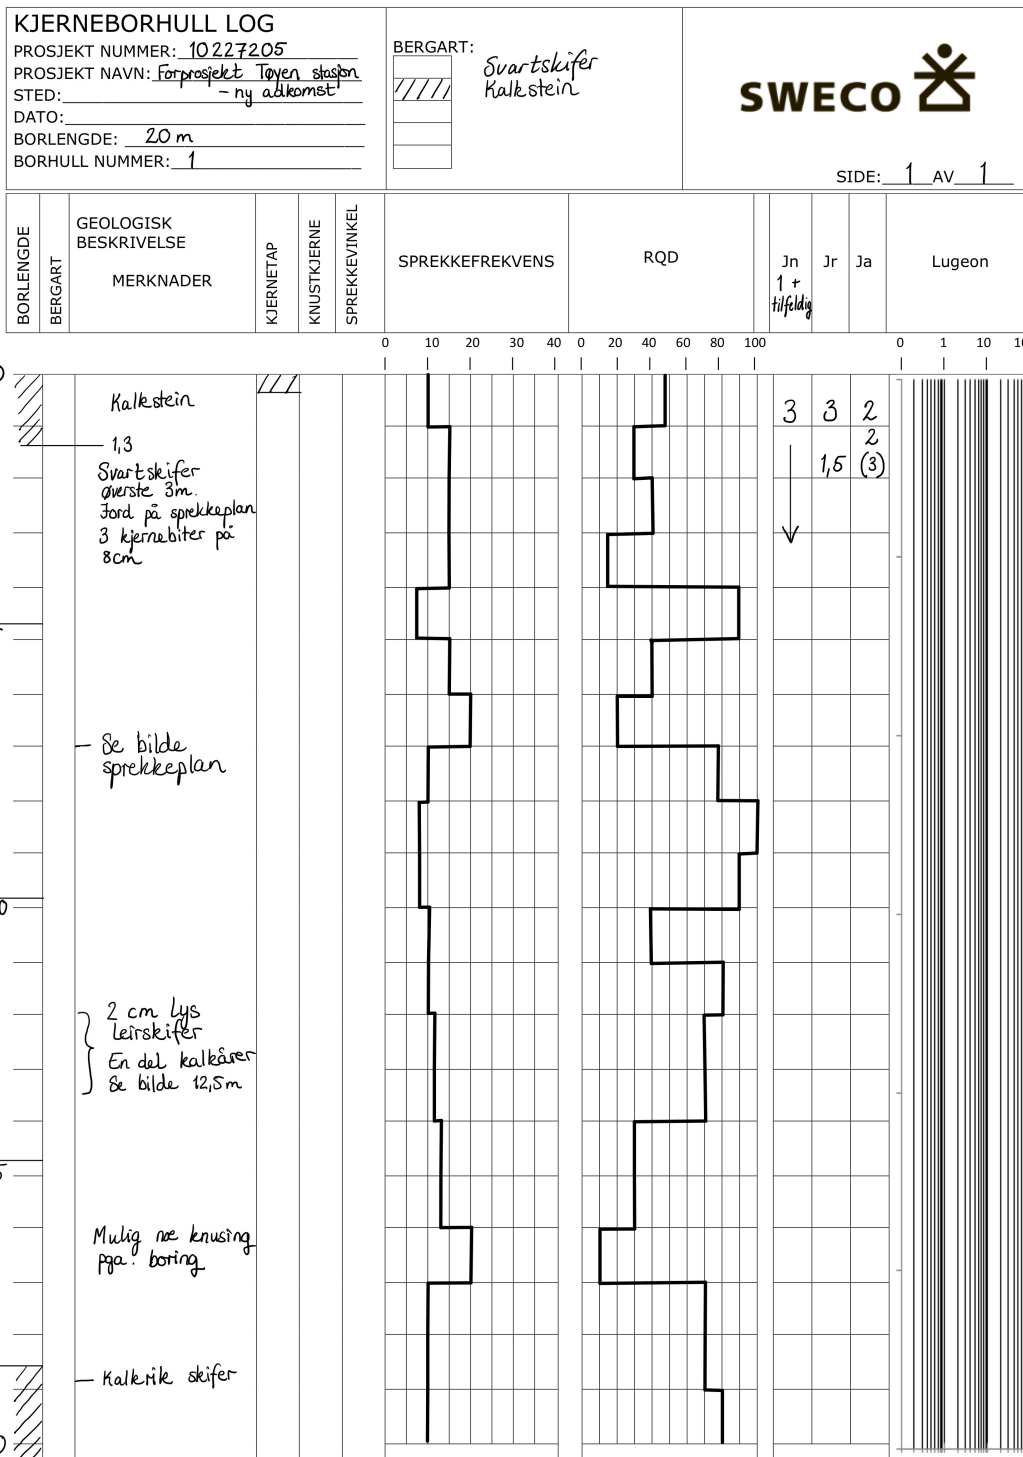 KJERNEBORHULL LOG
PROSJEKT NUMMER: 10227205
PROSJEKT NAVN: Forprosjekt Tøyen stasjon
STED: - ny adkomst
DATO:
BORLENGDE: 20 m
BORHULL NUMMER: 1
BERGART:
Svartskifer
Kalkstein
SWECO
SIDE: 1 AV 1
BORLENGDE
BERGART
GEOLOGISK
BESKRIVELSE
MERKNADER
KJERNETAP
KNUSTKJERNE
SPREKKEVINKEL
SPREKKEFREKVENS
RQD
Jn
1 +
tilfeldig
Jr
Ja
Lugeon
0 10 20 30 40
0 20 40 60 80 100
0 1 10
Kalkstein
3 3 2
2
1,5 (3)
1,3
Svartskifer
øverste 3m.
Jord på sprekkeplan
3 kjernebiter på
8cm
Se bilde
sprekkeplan
2 cm lys
leirskifer
En del kalkårer
Se bilde 12,5m
Mulig noe knusing
pga. boring
Kalkrik skifer